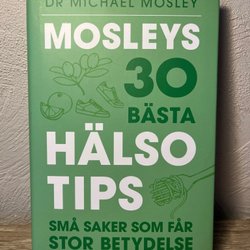 DR MICHAEL MOSLEY
MOSLEYS
30
BÄSTA
HÄLSO
TIPS
SMÅ SAKER SOM FÅR
STOR BETYDELSE